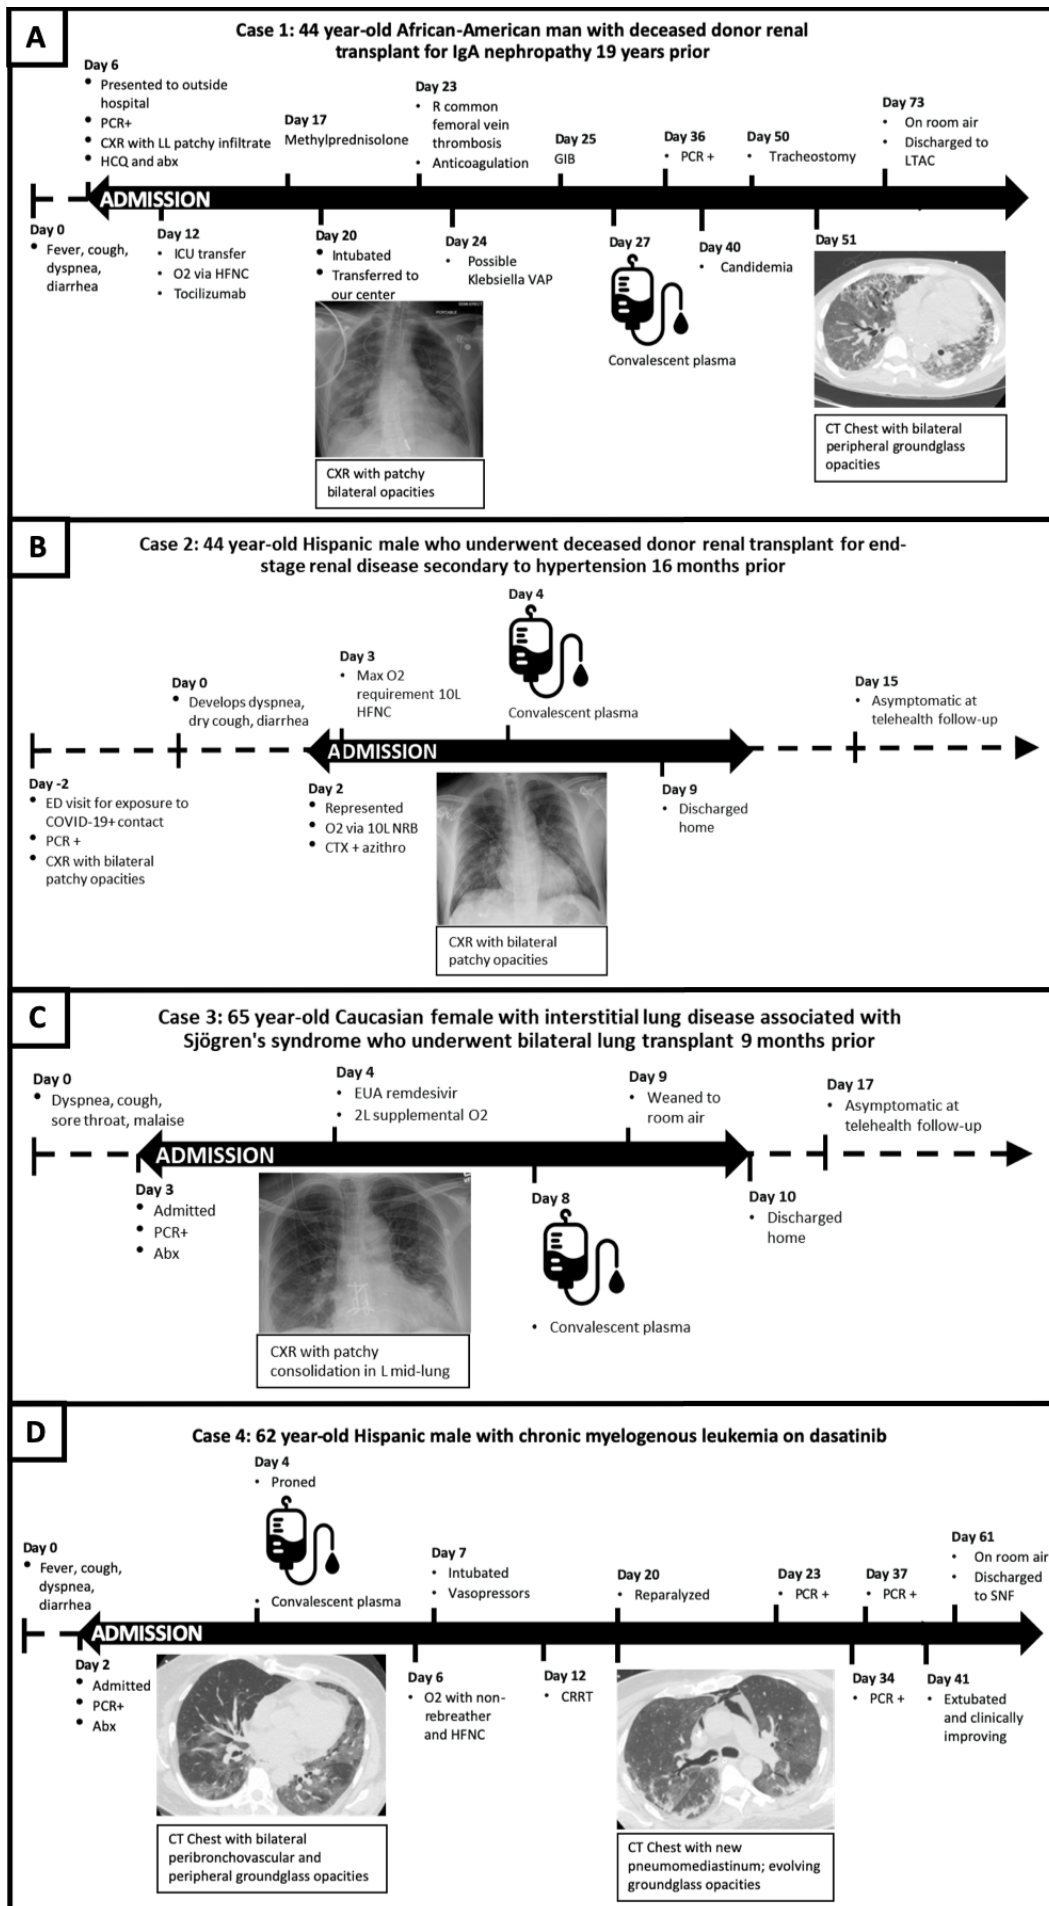 A
Case 1: 44 year-old African-American man with deceased donor renal
transplant for IgA nephropathy 19 years prior
Day 6
• Presented to outside
hospital
• PCR+
• CXR with LL patchy infiltrate
• HCQ and abx
Day 17
Methylprednisolone
Day 23
• R common
femoral vein
thrombosis
• Anticoagulation
Day 25
GIB
Day 36
• PCR +
Day 50
• Tracheostomy
Day 73
• On room air
• Discharged to
LTAC
ADMISSION
Day 0
• Fever, cough,
dyspnea,
diarrhea
Day 12
• ICU transfer
• O2 via HFNC
• Tocilizumab
Day 20
• Intubated
• Transferred to
our center
PORTABLE
CXR with patchy
bilateral opacities
Day 24
• Possible
Klebsiella VAP
Day 27
Convalescent plasma
Day 40
• Candidemia
Day 51
CT Chest with bilateral
peripheral groundglass
opacities
B
Case 2: 44 year-old Hispanic male who underwent deceased donor renal transplant for end-
stage renal disease secondary to hypertension 16 months prior
Day 4
Convalescent plasma
Day 3
• Max O2
requirement 10L
HFNC
Day 0
• Develops dyspnea,
dry cough, diarrhea
Day 15
• Asymptomatic at
telehealth follow-up
ADMISSION
Day -2
• ED visit for exposure to
COVID-19+ contact
• PCR +
• CXR with bilateral
patchy opacities
Day 2
• Represented
• O2 via 10L NRB
• CTX + azithro
CXR with bilateral
patchy opacities
Day 9
• Discharged
home
C
Case 3: 65 year-old Caucasian female with interstitial lung disease associated with
Sjögren's syndrome who underwent bilateral lung transplant 9 months prior
Day 0
• Dyspnea, cough,
sore throat, malaise
Day 4
• EUA remdesivir
• 2L supplemental O2
Day 9
• Weaned to
room air
Day 17
• Asymptomatic at
telehealth follow-up
ADMISSION
Day 3
• Admitted
• PCR+
• Abx
CXR with patchy
consolidation in L mid-lung
Day 8
• Convalescent plasma
Day 10
• Discharged
home
D
Case 4: 62 year-old Hispanic male with chronic myelogenous leukemia on dasatinib
Day 4
• Proned
• Convalescent plasma
Day 0
• Fever, cough,
dyspnea,
diarrhea
Day 7
• Intubated
• Vasopressors
Day 20
• Reparalyzed
Day 23
• PCR +
Day 37
• PCR +
Day 61
• On room air
• Discharged
to SNF
ADMISSION
Day 2
• Admitted
• PCR+
• Abx
CT Chest with bilateral
peribronchovascular and
peripheral groundglass opacities
Day 6
• O2 with non-
rebreather
and HFNC
Day 12
• CRRT
CT Chest with new
pneumomediastinum; evolving
groundglass opacities
Day 34
• PCR +
Day 41
• Extubated
and clinically
improving